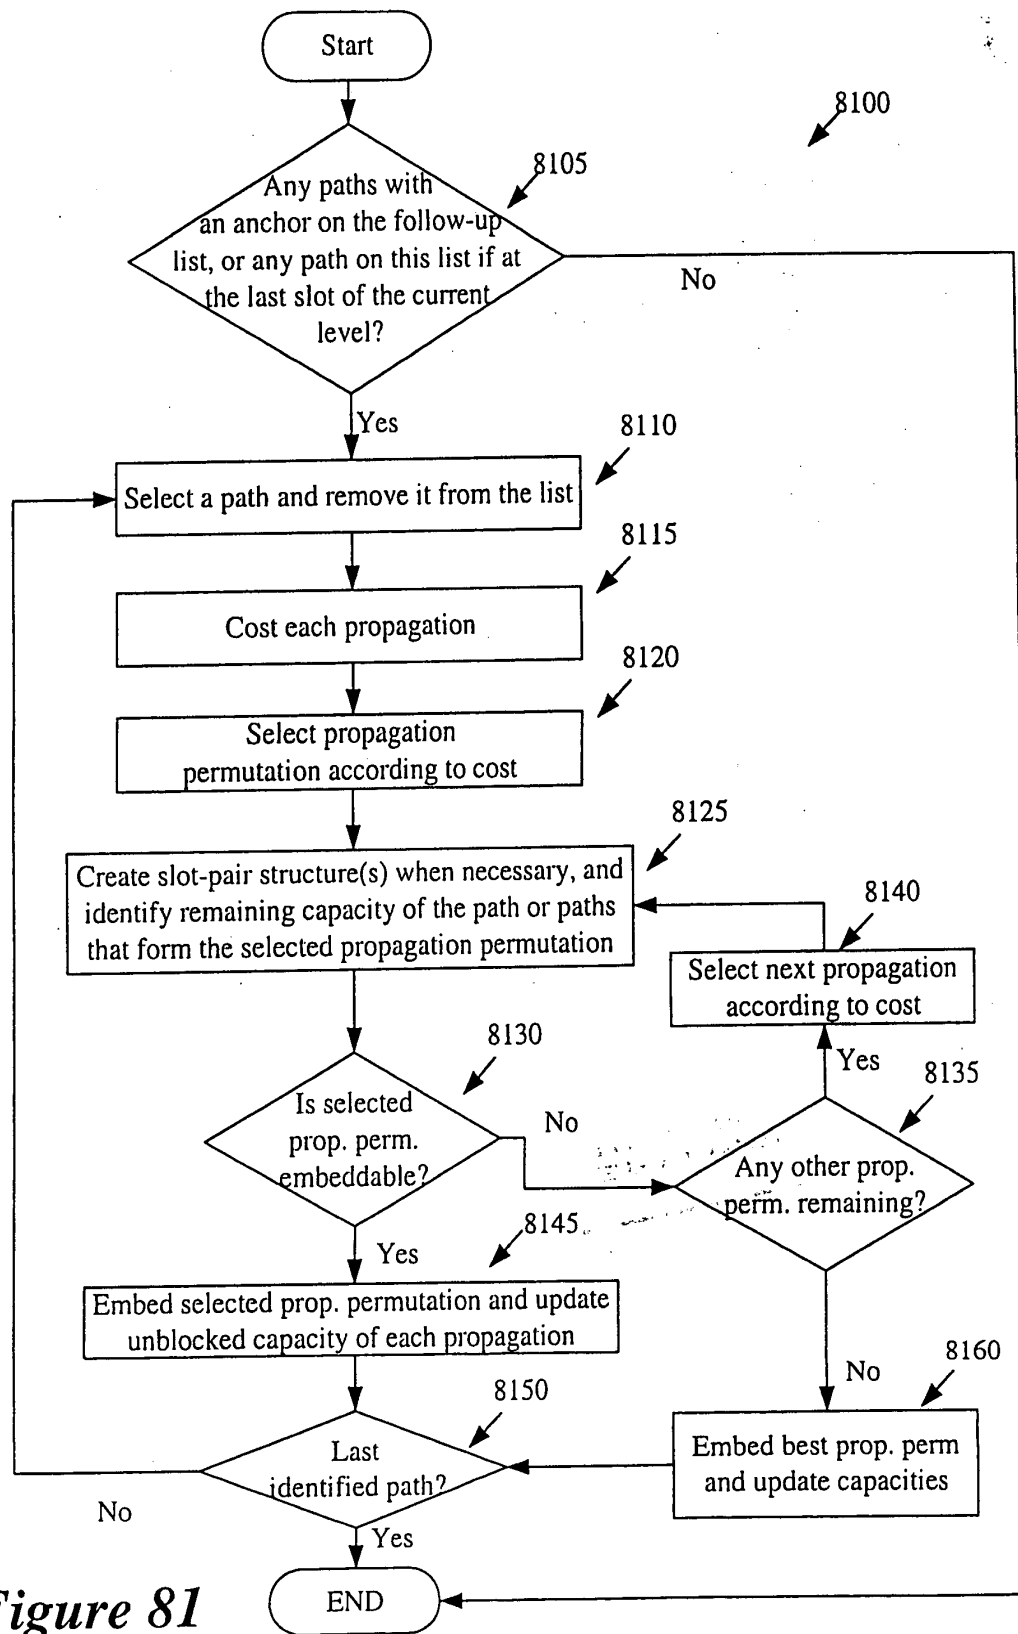 Start
8100
8105
Any paths with
an anchor on the follow-up
list, or any path on this list if at
the last slot of the current
level?
No
Yes
8110
Select a path and remove it from the list
8115
Cost each propagation
8120
Select propagation
permutation according to cost
8125
Create slot-pair structure(s) when necessary, and
identify remaining capacity of the path or paths
that form the selected propagation permutation
8140
Select next propagation
according to cost
8130
Yes
8135
Is selected
prop. perm.
embeddable?
No
Any other prop.
perm. remaining?
8145
Yes
Embed selected prop. permutation and update
unblocked capacity of each propagation
No
8160
8150
Embed best prop. perm
and update capacities
Last
identified path?
No
Yes
END
Figure 81